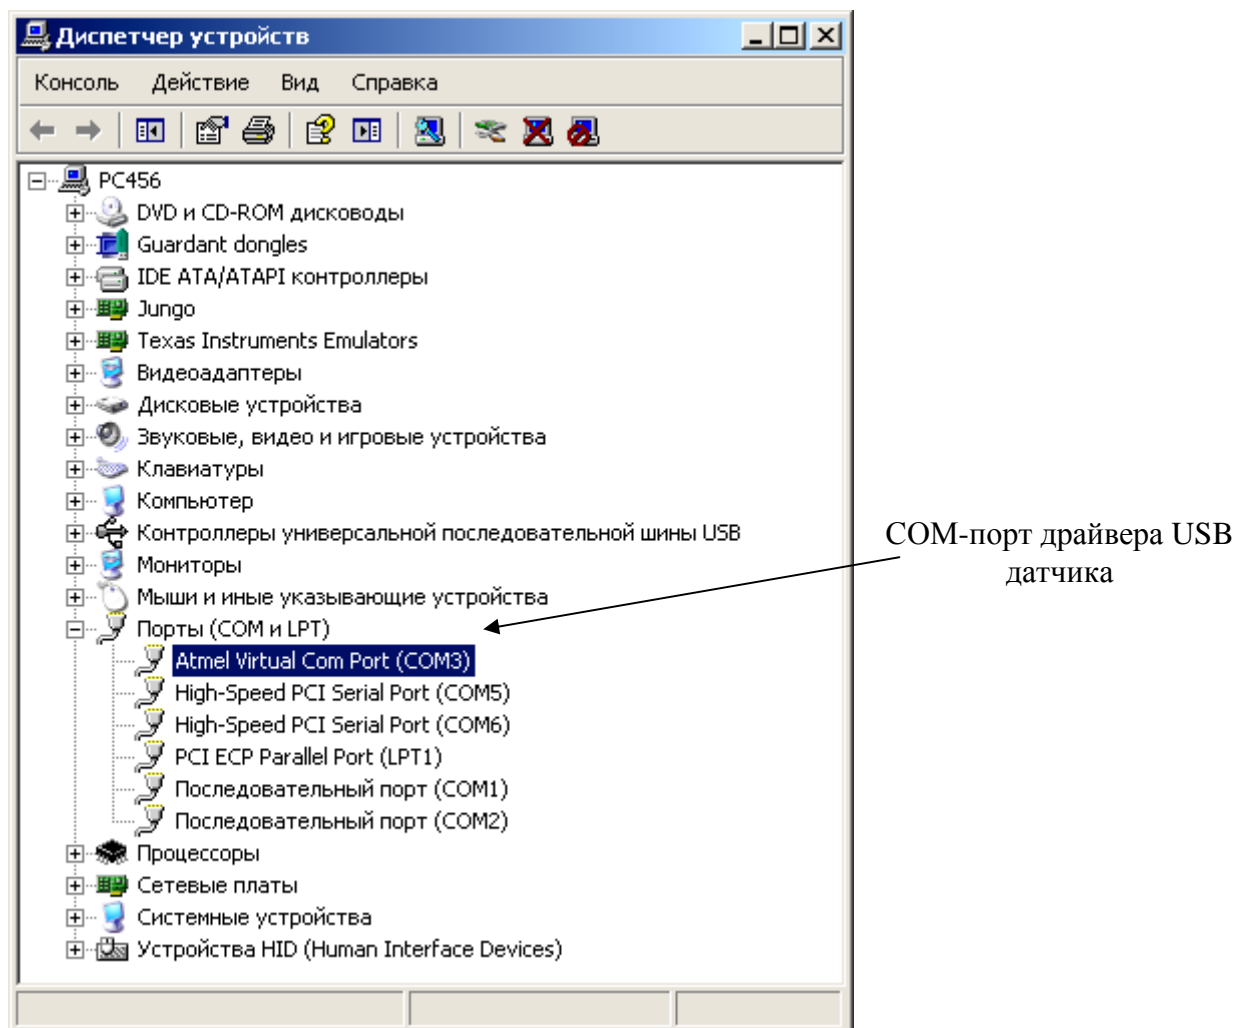 Диспетчер устройств
Консоль Действие Вид Справка
PC456
DVD и CD-ROM дисководы
Guardant dongles
IDE ATA/ATAPI контроллеры
Jungo
Texas Instruments Emulators
Видеоадаптеры
Дисковые устройства
Звуковые, видео и игровые устройства
Клавиатуры
Компьютер
Контроллеры универсальной последовательной шины USB
Мониторы
Мыши и иные указывающие устройства
Порты (COM и LPT)
Atmel Virtual Com Port (COM3)
High-Speed PCI Serial Port (COM5)
High-Speed PCI Serial Port (COM6)
PCI ECP Parallel Port (LPT1)
Последовательный порт (COM1)
Последовательный порт (COM2)
Процессоры
Сетевые платы
Системные устройства
Устройства HID (Human Interface Devices)
COM-порт драйвера USB
датчика